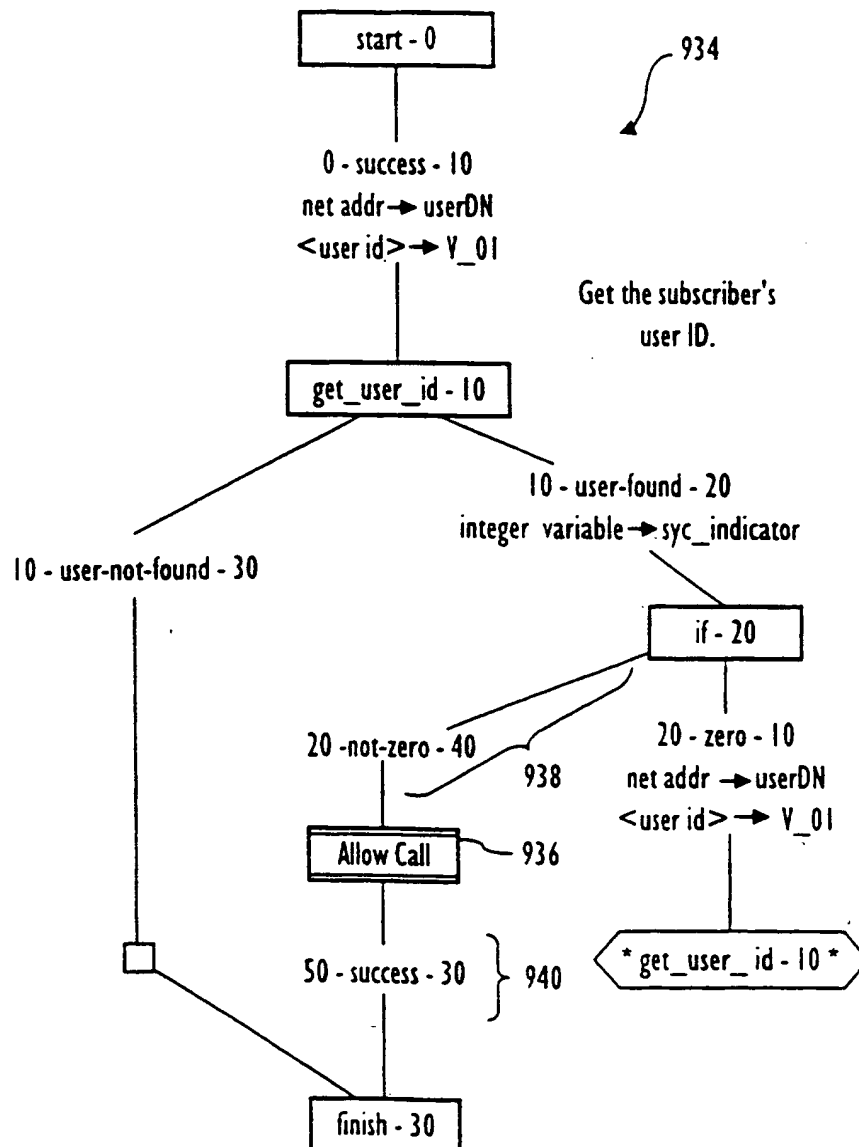 start - 0
934
0 - success - 10
net addr → userDN
<user id> → V_01
Get the subscriber's
user ID.
get_user_id - 10
10 - user-found - 20
integer variable → syc_indicator
10 - user-not-found - 30
if - 20
20 -not-zero - 40
938
20 - zero - 10
net addr → userDN
<user id> → V_01
Allow Call
936
50 - success - 30
940
* get_user_ id - 10 *
finish - 30